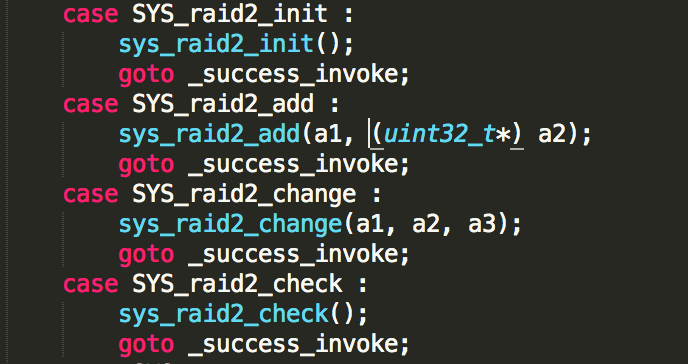 case SYS_raid2_init :
sys_raid2_init();
goto _success_invoke;
case SYS_raid2_add :
sys_raid2_add(a1, (uint32_t*) a2);
goto _success_invoke;
case SYS_raid2_change :
sys_raid2_change(a1, a2, a3);
goto _success_invoke;
case SYS_raid2_check :
sys_raid2_check();
goto _success_invoke;